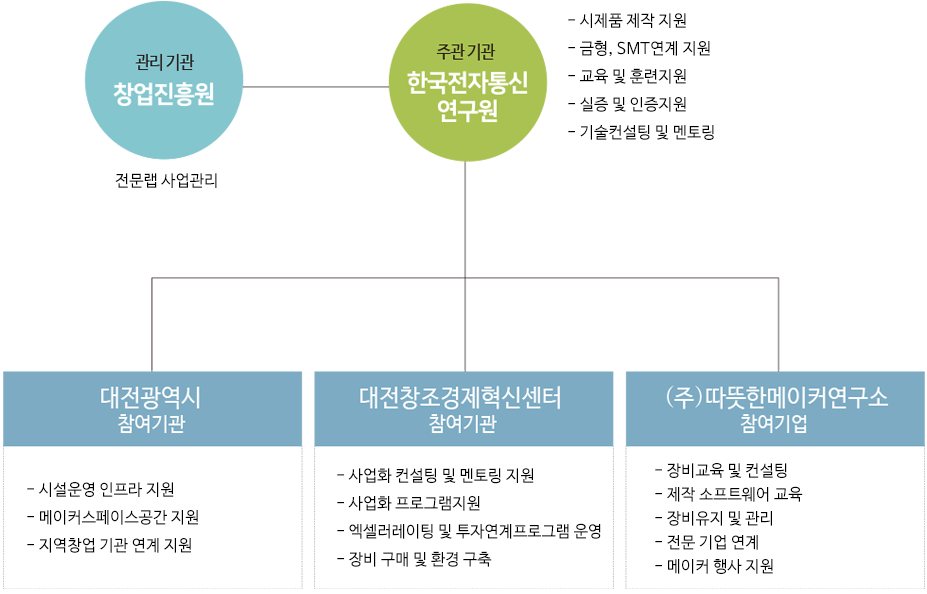 관리 기관
창업진흥원
전문랩 사업관리
주관 기관
한국전자통신
연구원
- 시제품 제작 지원
- 금형, SMT연계 지원
- 교육 및 훈련지원
- 실증 및 인증지원
- 기술컨설팅 및 멘토링
대전광역시
참여기관
- 시설운영 인프라 지원
- 메이커스페이스공간 지원
- 지역창업 기관 연계 지원
대전창조경제혁신센터
참여기관
- 사업화 컨설팅 및 멘토링 지원
- 사업화 프로그램지원
- 엑셀러레이팅 및 투자연계프로그램 운영
- 장비 구매 및 환경 구축
(주)따뜻한메이커연구소
참여기업
- 장비교육 및 컨설팅
- 제작 소프트웨어 교육
- 장비유지 및 관리
- 전문 기업 연계
- 메이커 행사 지원